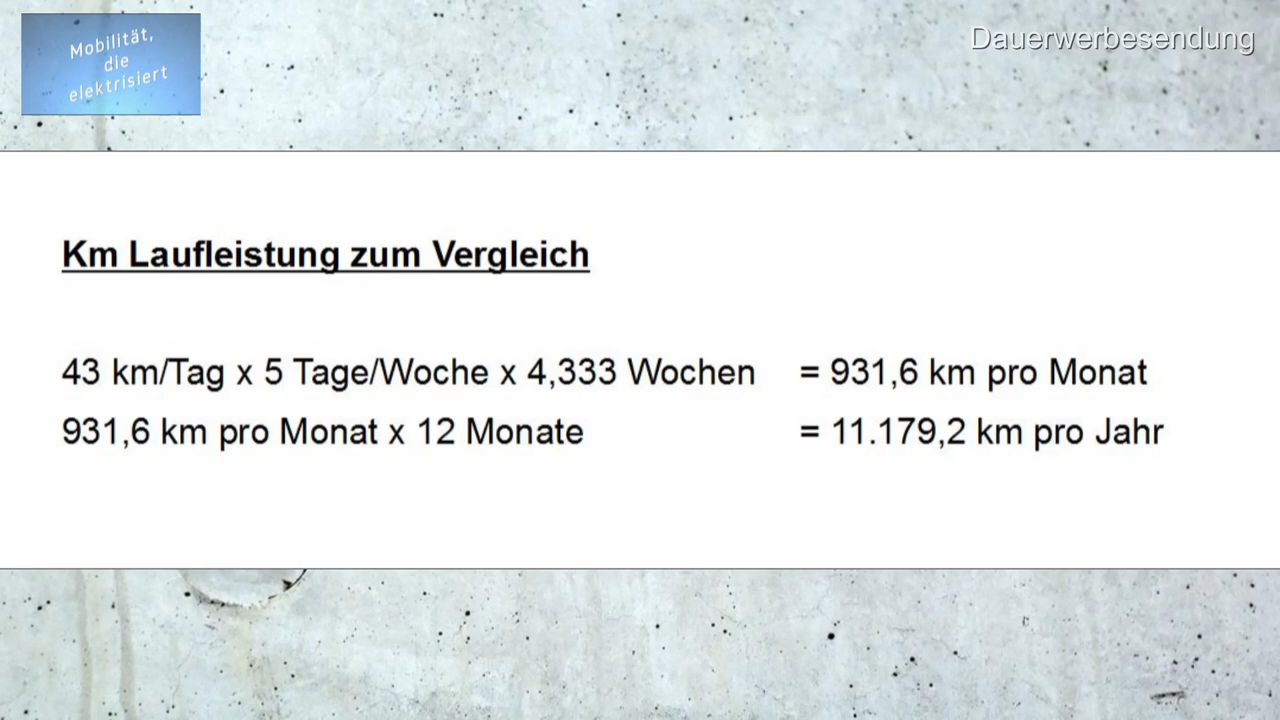 Mobilität,
die
elektrisiert
Dauerwerbesendung
Km Laufleistung zum Vergleich
43 km/Tag x 5 Tage/Woche x 4,333 Wochen = 931,6 km pro Monat
931,6 km pro Monat x 12 Monate = 11.179,2 km pro Jahr